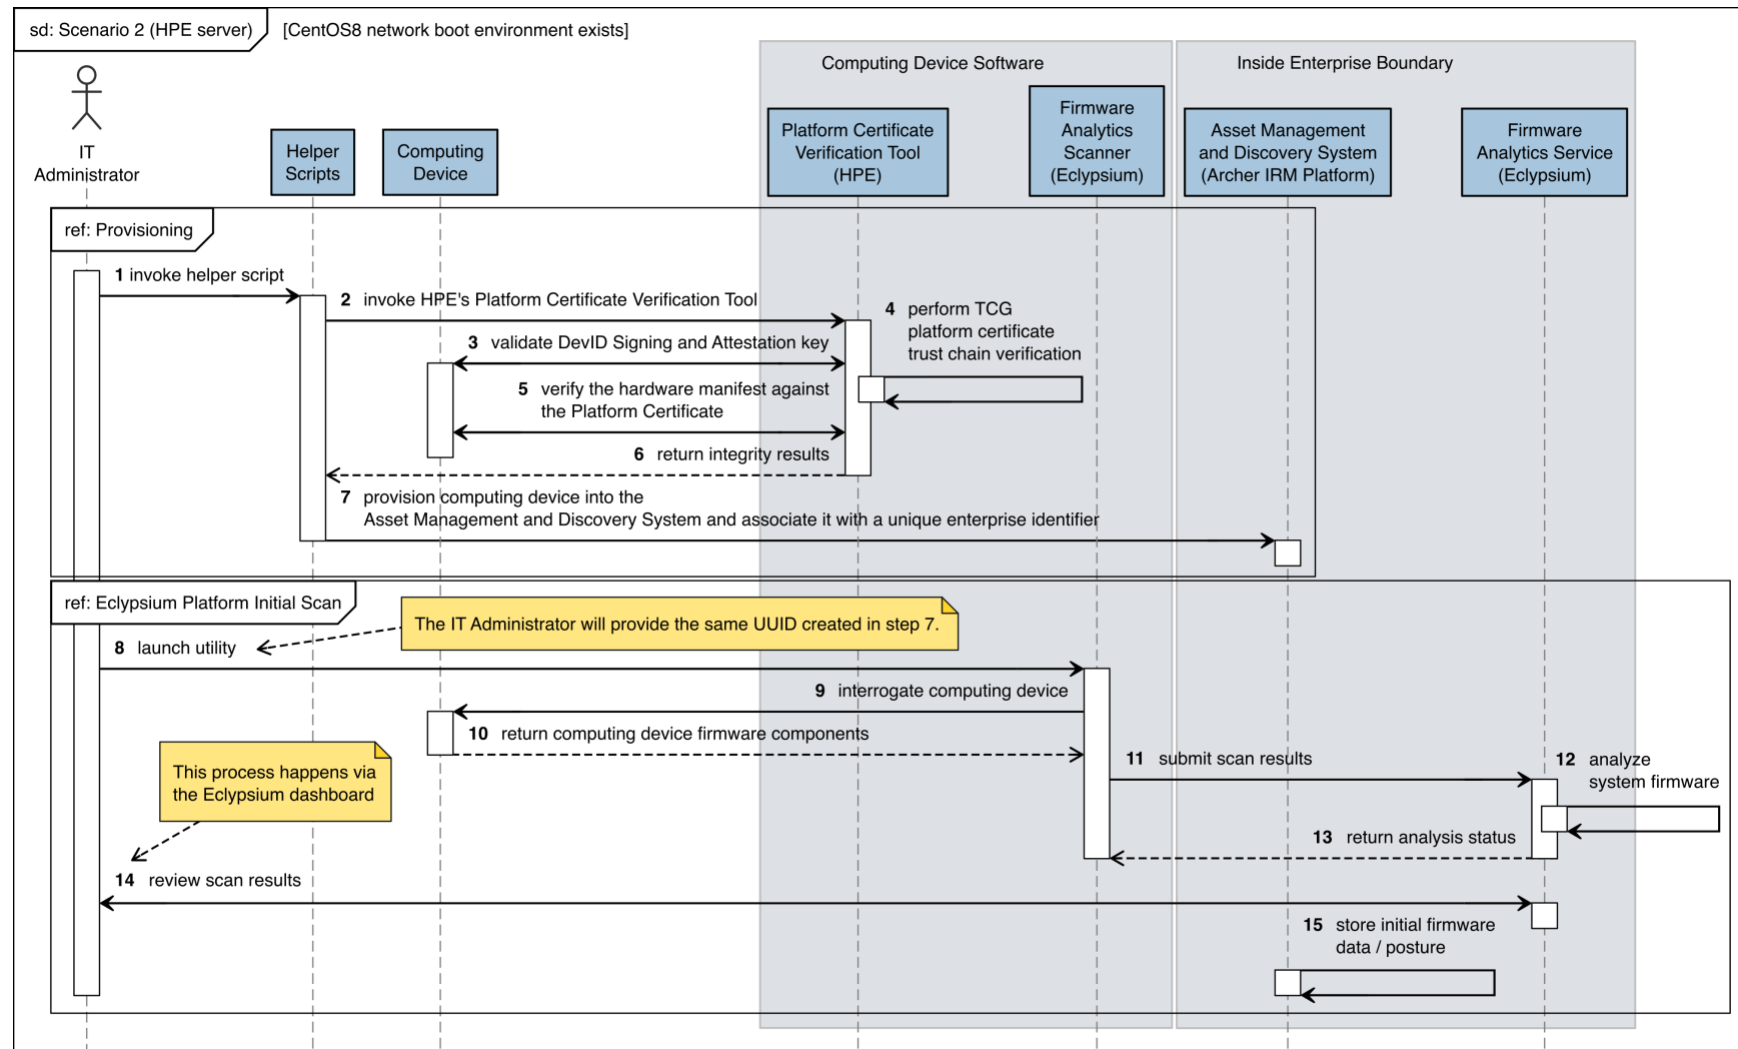 sd: Scenario 2 (HPE server)
[CentOS8 network boot environment exists]
Computing Device Software
Inside Enterprise Boundary
IT
Administrator
Helper
Scripts
Computing
Device
Platform Certificate
Verification Tool
(HPE)
Firmware
Analytics
Scanner
(Eclypsium)
Asset Management
and Discovery System
(Archer IRM Platform)
Firmware
Analytics Service
(Eclypsium)
ref: Provisioning
1 invoke helper script
2 invoke HPE's Platform Certificate Verification Tool
3 validate DevID Signing and Attestation key
4 perform TCG
platform certificate
trust chain verification
5 verify the hardware manifest against
the Platform Certificate
6 return integrity results
7 provision computing device into the
Asset Management and Discovery System and associate it with a unique enterprise identifier
ref: Eclypsium Platform Initial Scan
The IT Administrator will provide the same UUID created in step 7.
8 launch utility
9 interrogate computing device
10 return computing device firmware components
11 submit scan results
12 analyze
system firmware
This process happens via
the Eclypsium dashboard
13 return analysis status
14 review scan results
15 store initial firmware
data / posture